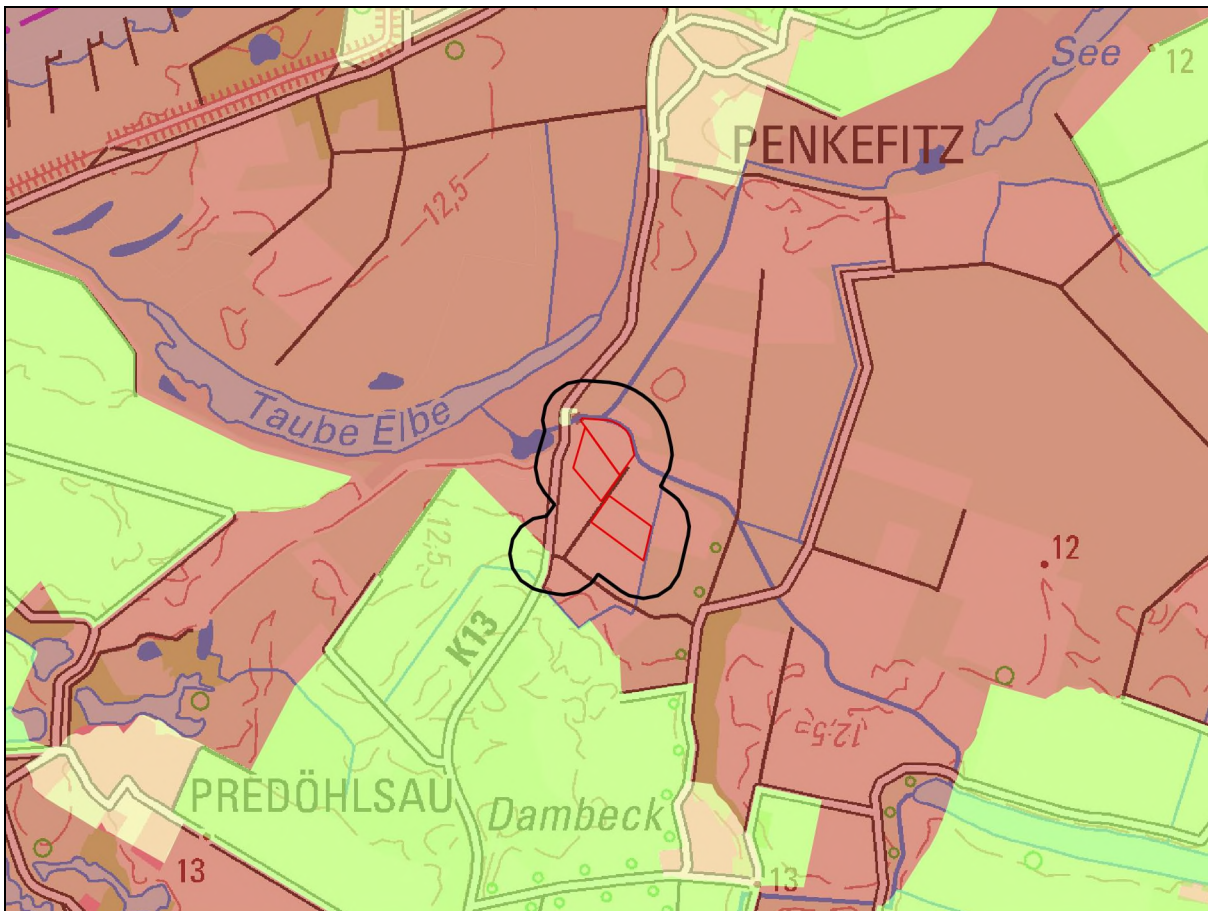 See
12
PENKEFITZ
12,5
Taube Elbe
12,5
12
K13
12,5
PREDÖHLSAU
Dambeck
13
13